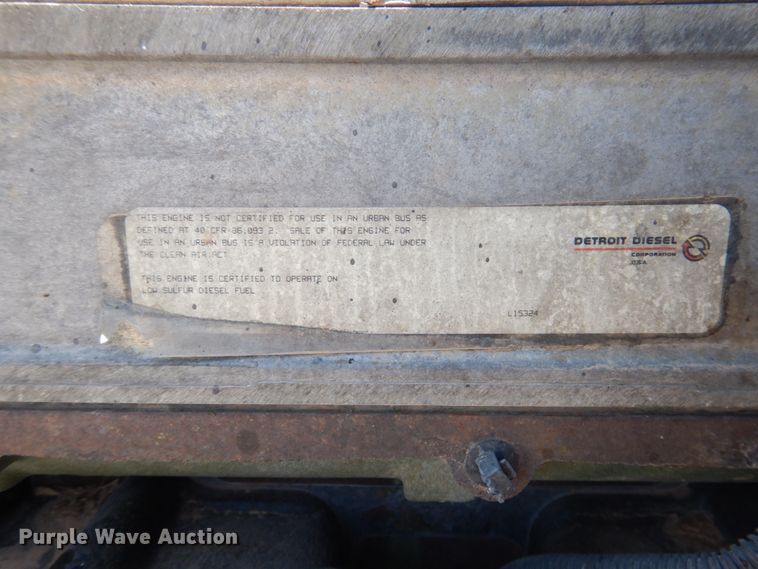 THIS ENGINE IS NOT CERTIFIED FOR USE IN AN URBAN BUS AS
DEFINED AT 40 CFR 86.093 2. SALE OF THIS ENGINE FOR
USE IN AN URBAN BUS IS A VIOLATION OF FEDERAL LAW UNDER
THE CLEAN AIR ACT
THIS ENGINE IS CERTIFIED TO OPERATE ON
LOW SULFUR DIESEL FUEL
L15324
DETROIT DIESEL
CORPORATION
U.S.A.
Purple Wave Auction